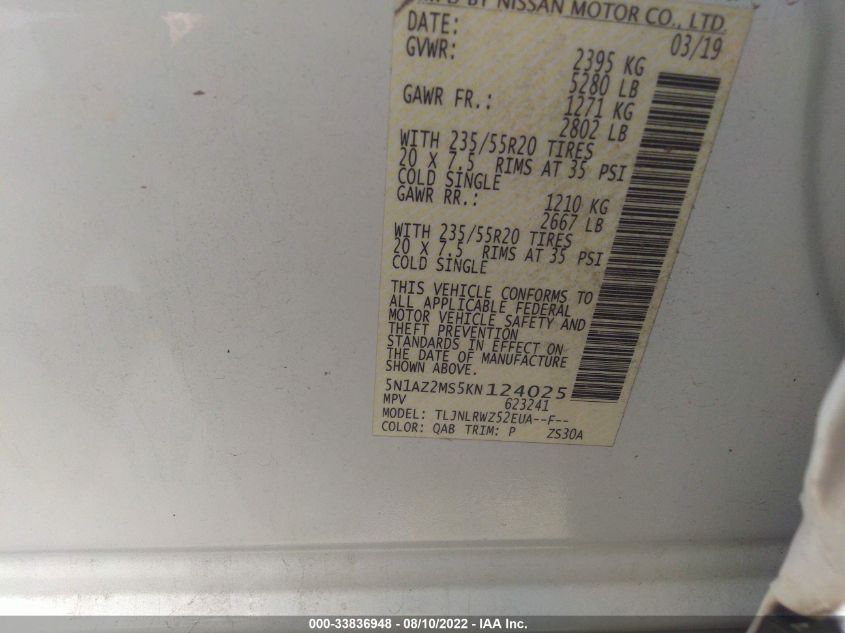 MFD BY NISSAN MOTOR CO., LTD.
DATE: 03/19
GVWR: 2395 KG
5280 LB
GAWR FR.: 1271 KG
2802 LB
WITH 235/55R20 TIRES
20 X 7.5 RIMS AT 35 PSI
COLD SINGLE
GAWR RR.: 1210 KG
2667 LB
WITH 235/55R20 TIRES
20 X 7.5 RIMS AT 35 PSI
COLD SINGLE
THIS VEHICLE CONFORMS TO
ALL APPLICABLE FEDERAL
MOTOR VEHICLE SAFETY AND
THEFT PREVENTION
STANDARDS IN EFFECT ON
THE DATE OF MANUFACTURE
SHOWN ABOVE.
5N1AZ2MS5KN124025
MPV 623241
MODEL: TLJNLRWZ52EUA--F--
COLOR: QAB TRIM: P ZS30A
000-33836948 - 08/10/2022 - IAA Inc.